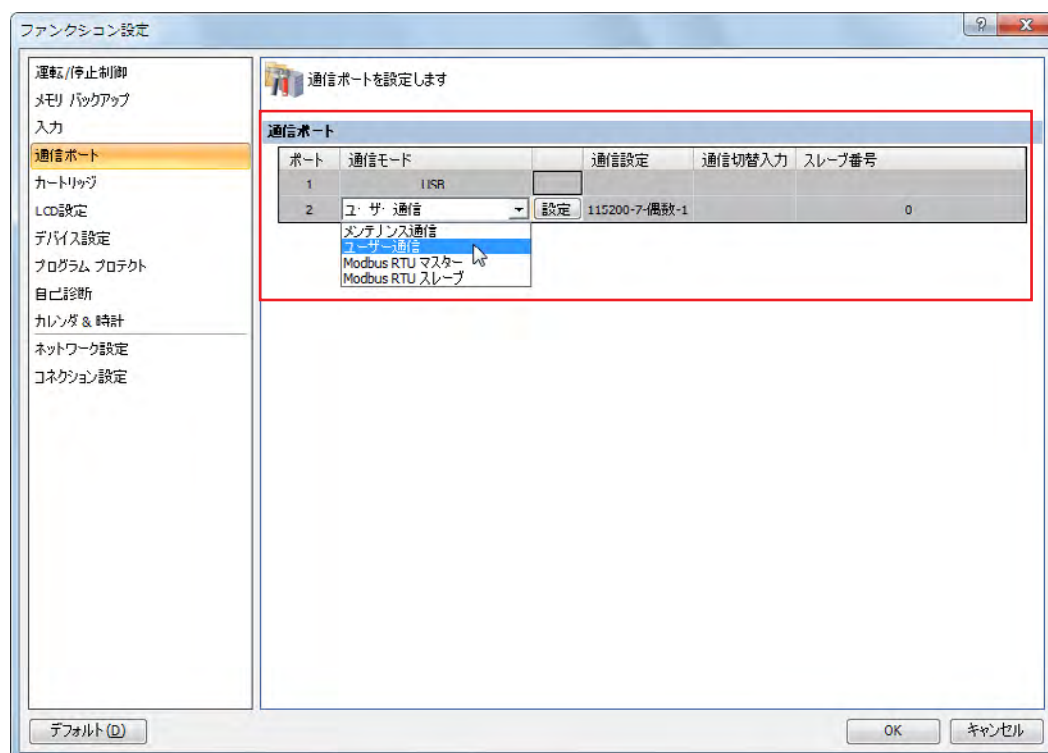 ファンクション設定
運転/停止制御
メモリ バックアップ
入力
通信ポート
カートリッジ
LCD設定
デバイス設定
プログラム プロテクト
自己診断
カレンダ & 時計
ネットワーク設定
コネクション設定
通信ポートを設定します
通信ポート
ポート 通信モード 通信設定 通信切替入力 スレーブ番号
1 USB
2 ユーザー通信 設定 115200-7-偶数-1 0
メンテナンス通信
ユーザー通信
Modbus RTU マスター
Modbus RTU スレーブ
デフォルト(D) OK キャンセル